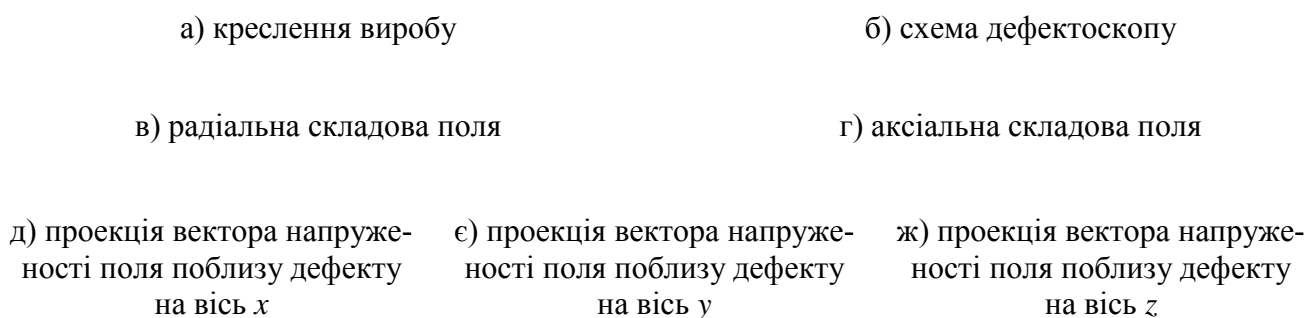 а) креслення виробу
б) схема дефектоскопу
в) радіальна складова поля
г) аксіальна складова поля
д) проекція вектора напруже-
ності поля поблизу дефекту
на вісь x
є) проекція вектора напруже-
ності поля поблизу дефекту
на вісь y
ж) проекція вектора напруже-
ності поля поблизу дефекту
на вісь z